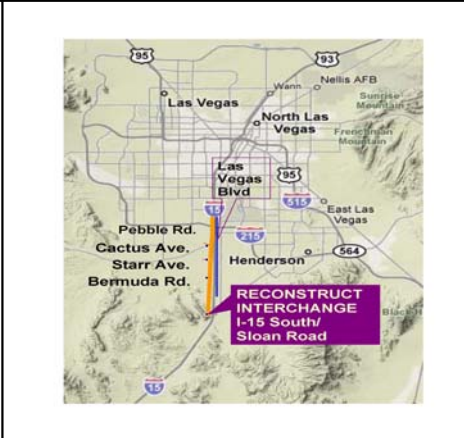 95
93
Wann
Nellis AFB
Las Vegas
Sunrise
Mountain
North Las
Vegas
Frenchman
Mountain
Las
Vegas
Blvd
95
515
15
East Las
Vegas
Pebble Rd.
215
Cactus Ave.
564
Starr Ave.
Henderson
Bermuda Rd.
RECONSTRUCT
INTERCHANGE
I-15 South/
Sloan Road
Black
15